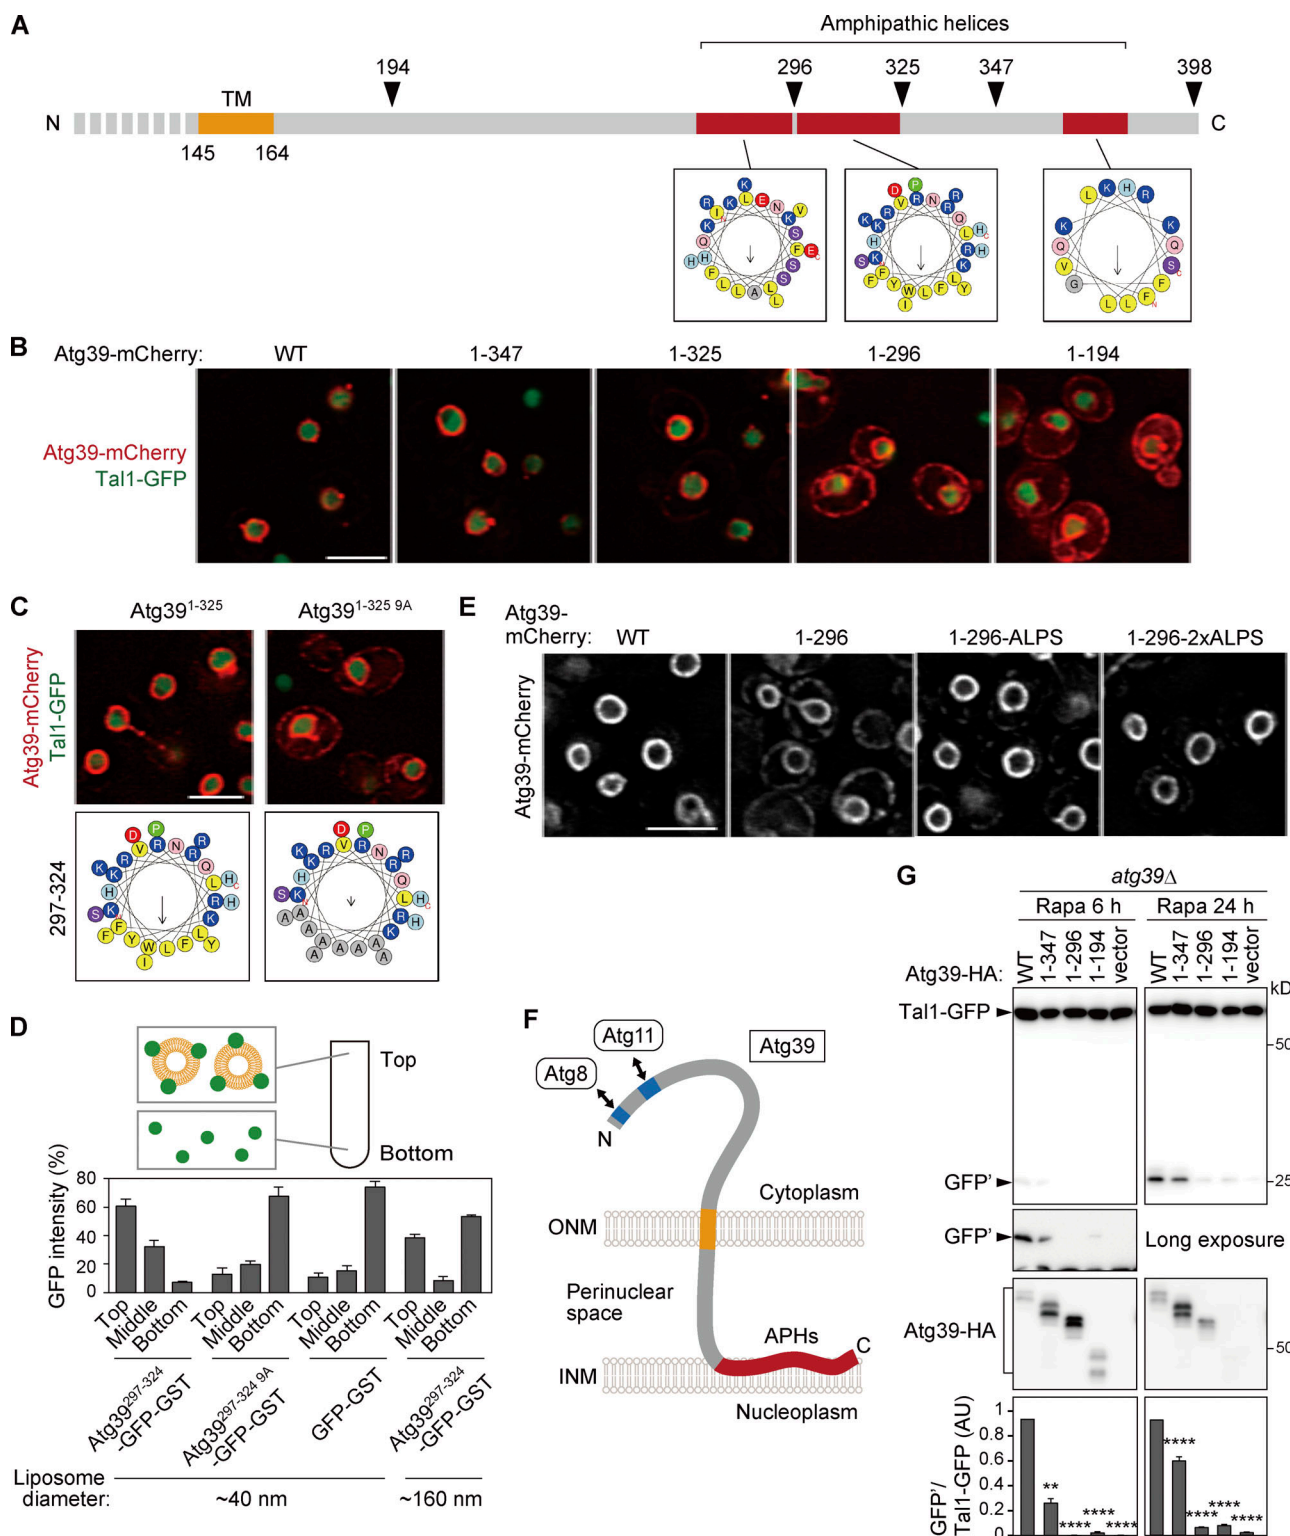 A
Amphipathic helices
194
296
325
347
398
TM
N
C
145
164
B
Atg39-mCherry:
WT
1-347
1-325
1-296
1-194
Atg39-mCherry
Tal1-GFP
C
Atg39 1-325
Atg39 1-325 9A
Atg39-mCherry
Tal1-GFP
297-324
D
Top
Bottom
GFP intensity (%)
80
60
40
20
0
Top
Middle
Bottom
Top
Middle
Bottom
Top
Middle
Bottom
Top
Middle
Bottom
Atg39 297-324
-GFP-GST
Atg39 297-324 9A
-GFP-GST
GFP-GST
Atg39 297-324
-GFP-GST
Liposome
diameter:
~40 nm
~160 nm
E
Atg39-
mCherry:
WT
1-296
1-296-ALPS
1-296-2xALPS
Atg39-mCherry
F
Atg11
Atg39
Atg8
N
Cytoplasm
ONM
Perinuclear
space
APHs
C
INM
Nucleoplasm
G
atg39Δ
Rapa 6 h
Rapa 24 h
Atg39-HA:
WT
1-347
1-296
1-194
vector
WT
1-347
1-296
1-194
vector
kD
Tal1-GFP
50
GFP'
25
GFP'
Long exposure
Atg39-HA
50
GFP'/
Tal1-GFP (AU)
1
0.8
0.6
0.4
0.2
0
**
****
****
****
****
****
****
****